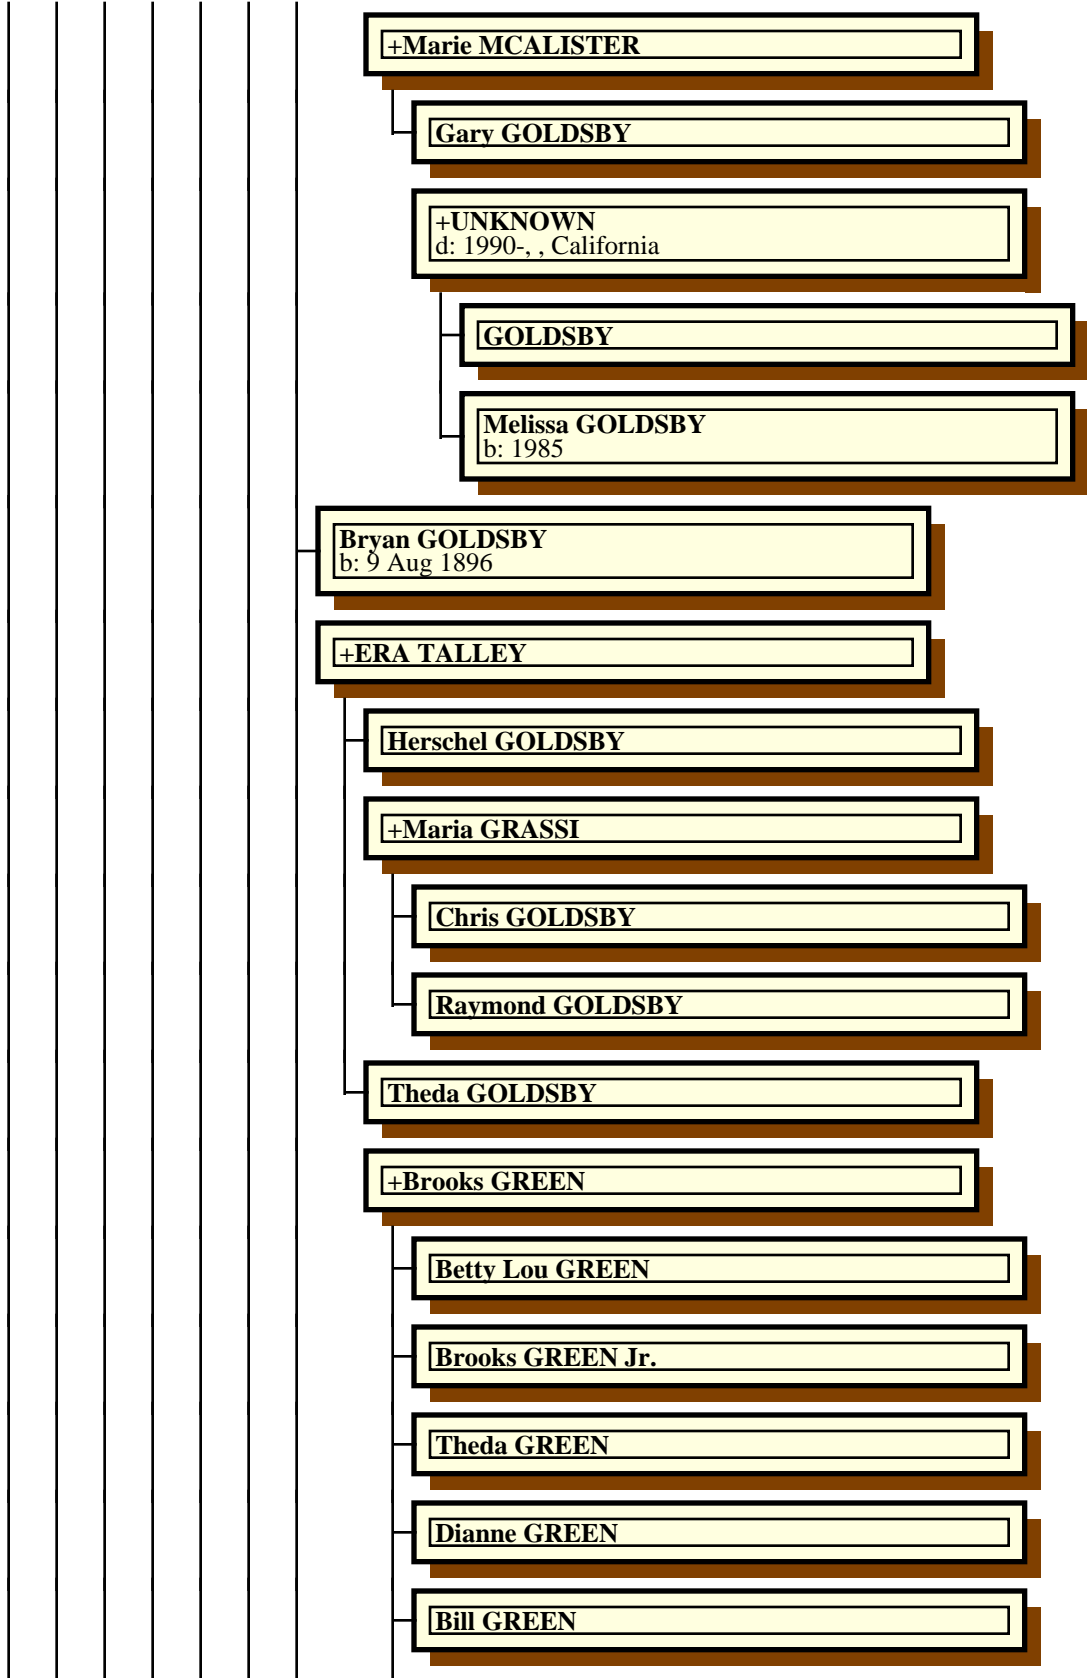 +Marie MCALISTER
Gary GOLDSBY
+UNKNOWN
d: 1990-, , California
GOLDSBY
Melissa GOLDSBY
b: 1985
Bryan GOLDSBY
b: 9 Aug 1896
+ERA TALLEY
Herschel GOLDSBY
+Maria GRASSI
Chris GOLDSBY
Raymond GOLDSBY
Theda GOLDSBY
+Brooks GREEN
Betty Lou GREEN
Brooks GREEN Jr.
Theda GREEN
Dianne GREEN
Bill GREEN